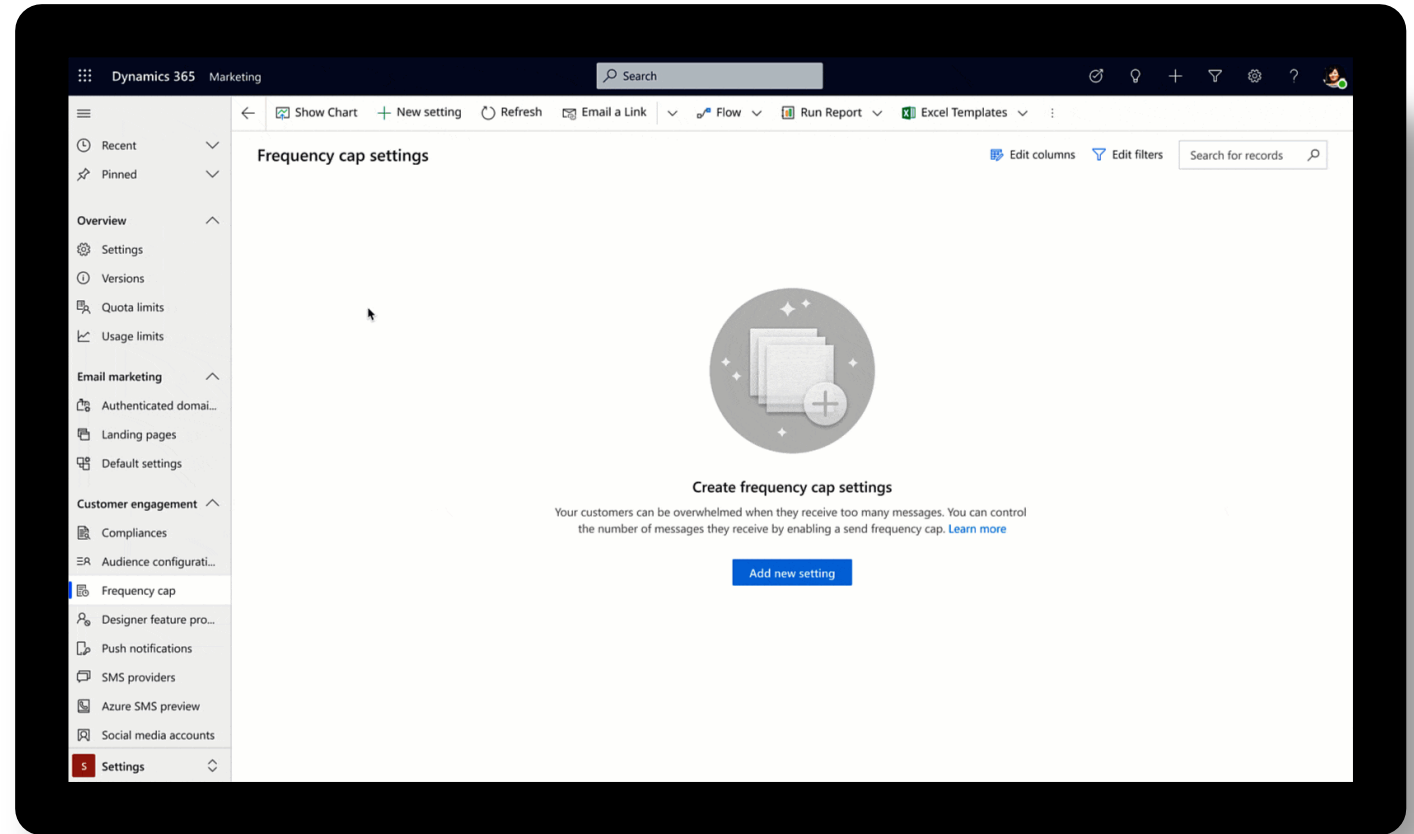 Dynamics 365 Marketing Search ?
Show Chart New setting Refresh Email a Link Flow Run Report Excel Templates
Frequency cap settings
Edit columns Edit filters Search for records
Recent
Pinned
Overview
Settings
Versions
Quota limits
Usage limits
Email marketing
Authenticated domai...
Landing pages
Default settings
Customer engagement
Compliances
Audience configurati...
Frequency cap
Designer feature pro...
Push notifications
SMS providers
Azure SMS preview
Social media accounts
S Settings
Create frequency cap settings
Your customers can be overwhelmed when they receive too many messages. You can control
the number of messages they receive by enabling a send frequency cap. Learn more
Add new setting